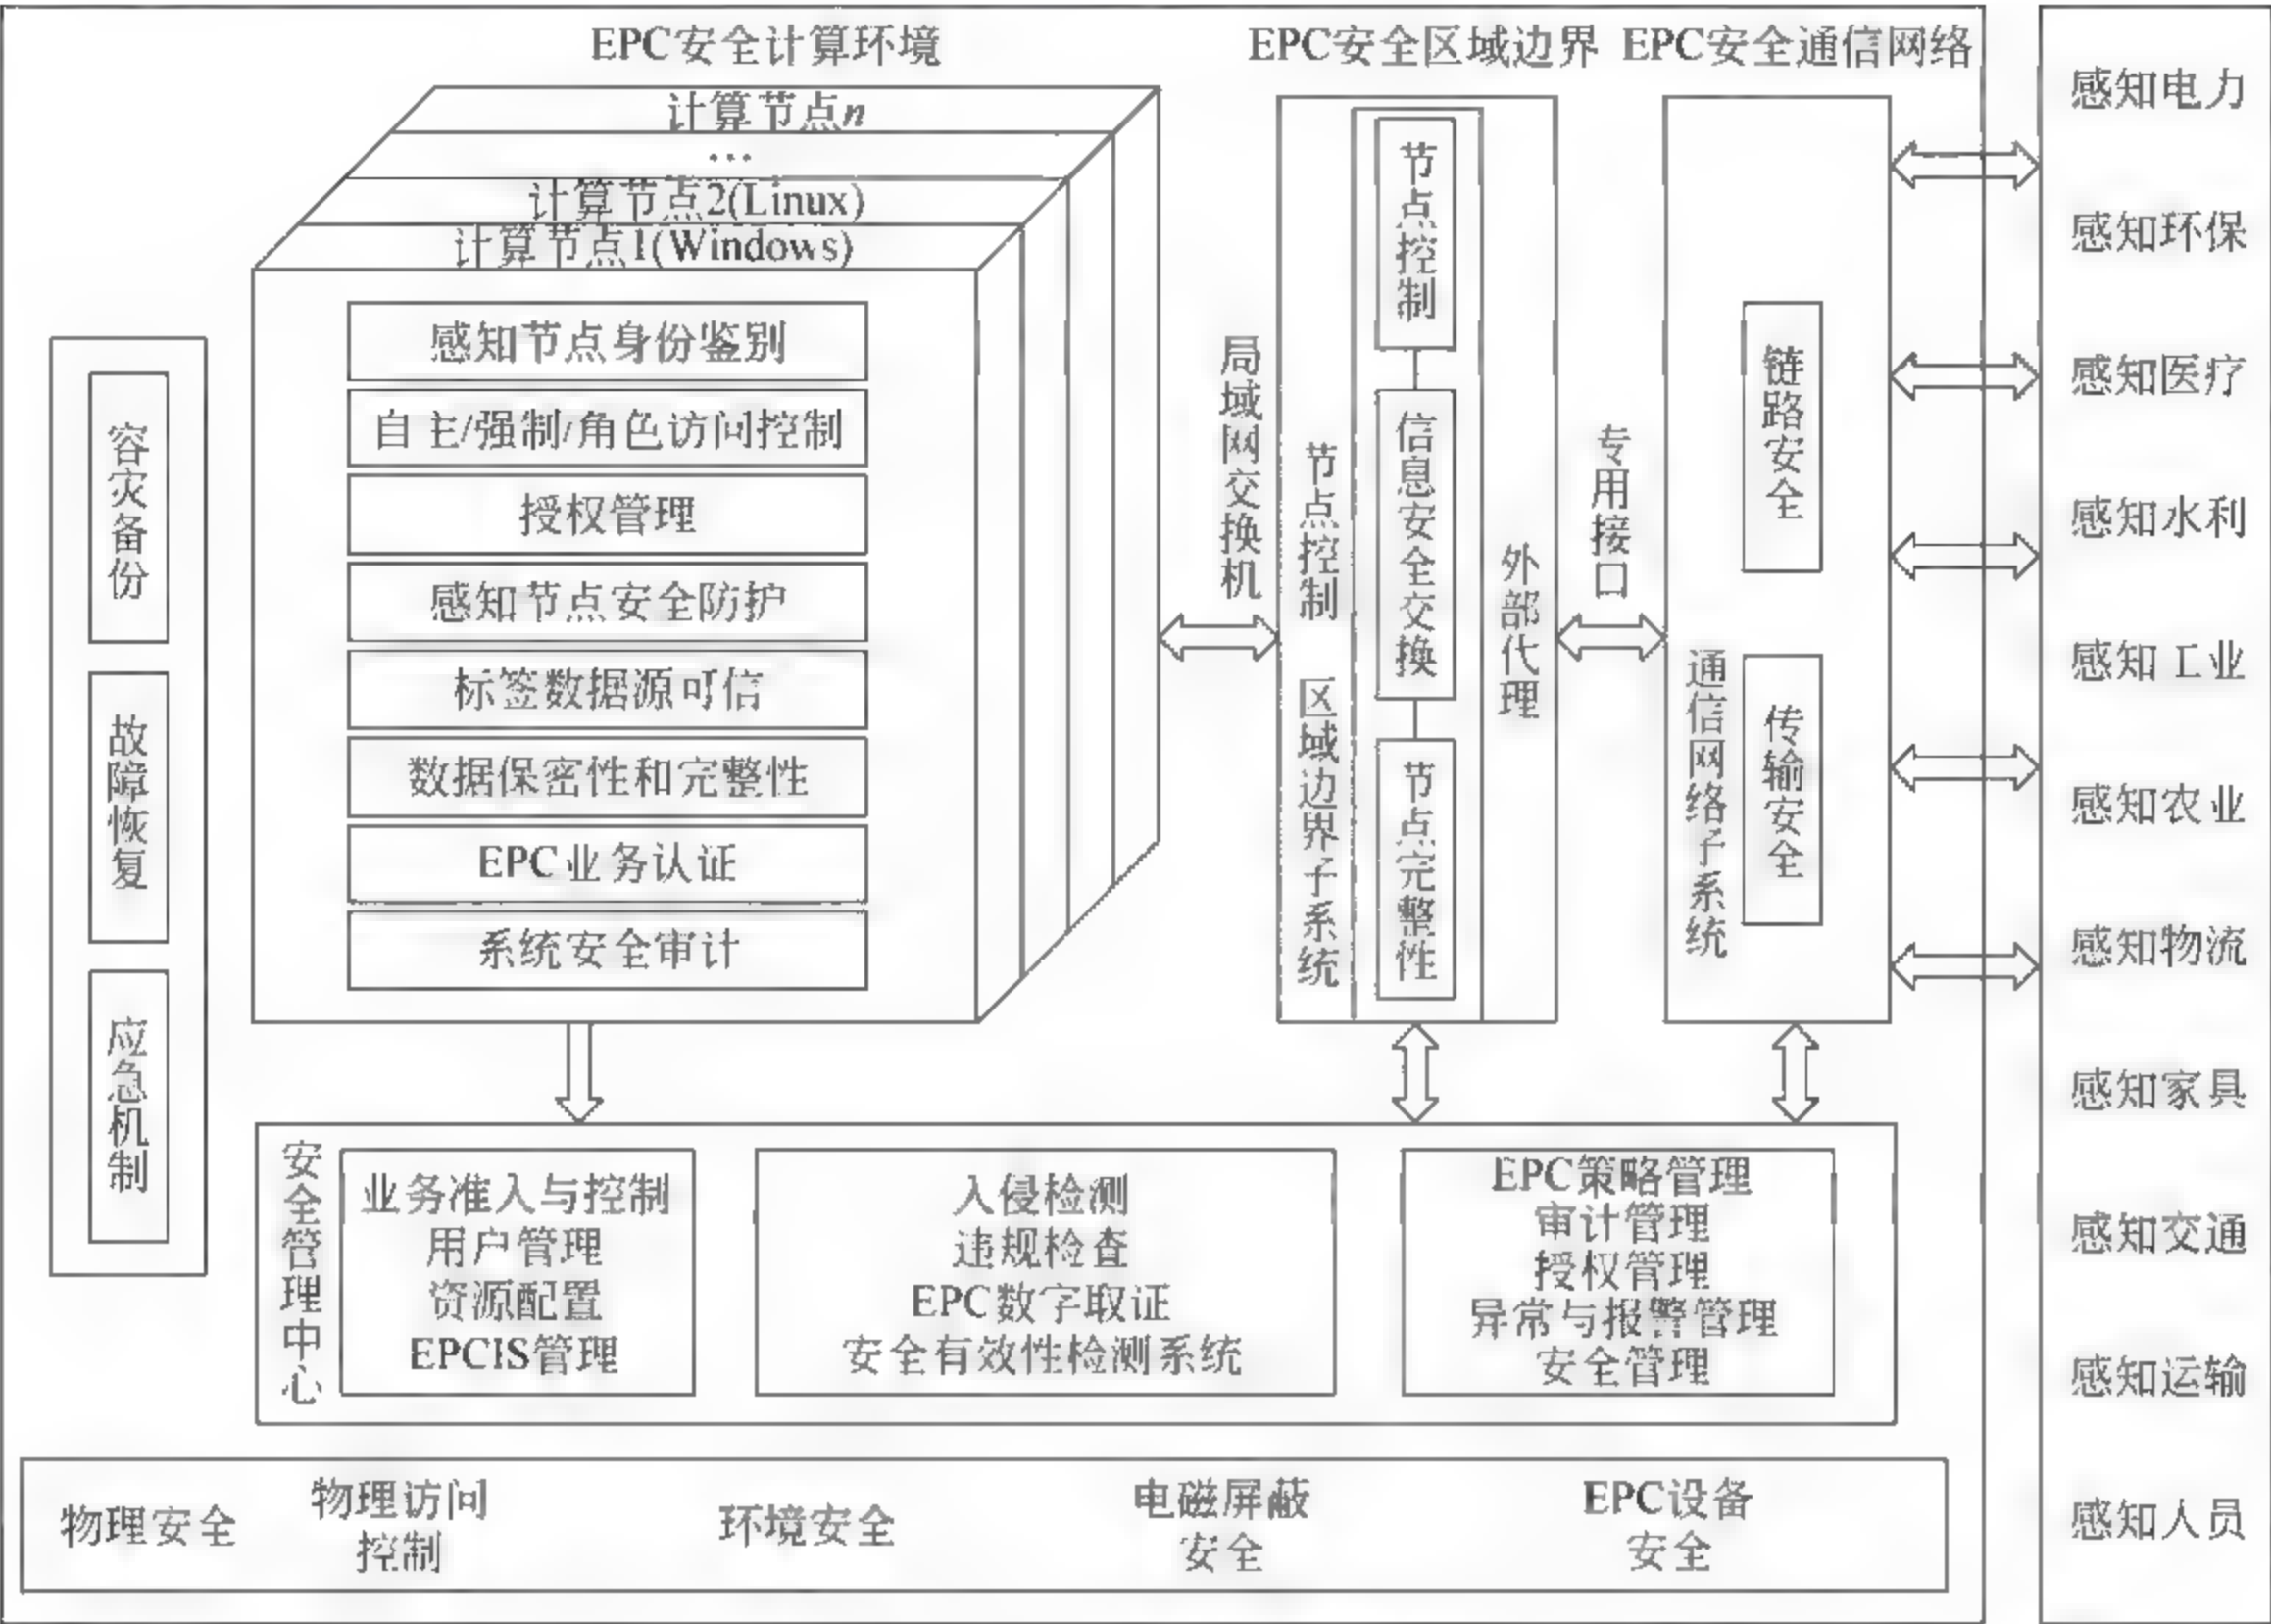 EPC安全计算环境
EPC安全区域边界
EPC安全通信网络
计算节点n
…
计算节点2(Linux)
计算节点1(Windows)
感知节点身份鉴别
自主/强制/角色访问控制
授权管理
感知节点安全防护
标签数据源可信
数据保密性和完整性
EPC业务认证
系统安全审计
容灾备份
故障恢复
应急机制
局域网交换机
节点控制 区域边界子系统
节点控制
信息安全交换
节点完整性
外部代理
专用接口
通信网络子系统
链路安全
传输安全
安全管理中心
业务准入与控制
用户管理
资源配置
EPCIS管理
入侵检测
违规检查
EPC数字取证
安全有效性检测系统
EPC策略管理
审计管理
授权管理
异常与报警管理
安全管理
物理安全
物理访问
控制
环境安全
电磁屏蔽
安全
EPC设备
安全
感知电力
感知环保
感知医疗
感知水利
感知工业
感知农业
感知物流
感知家具
感知交通
感知运输
感知人员